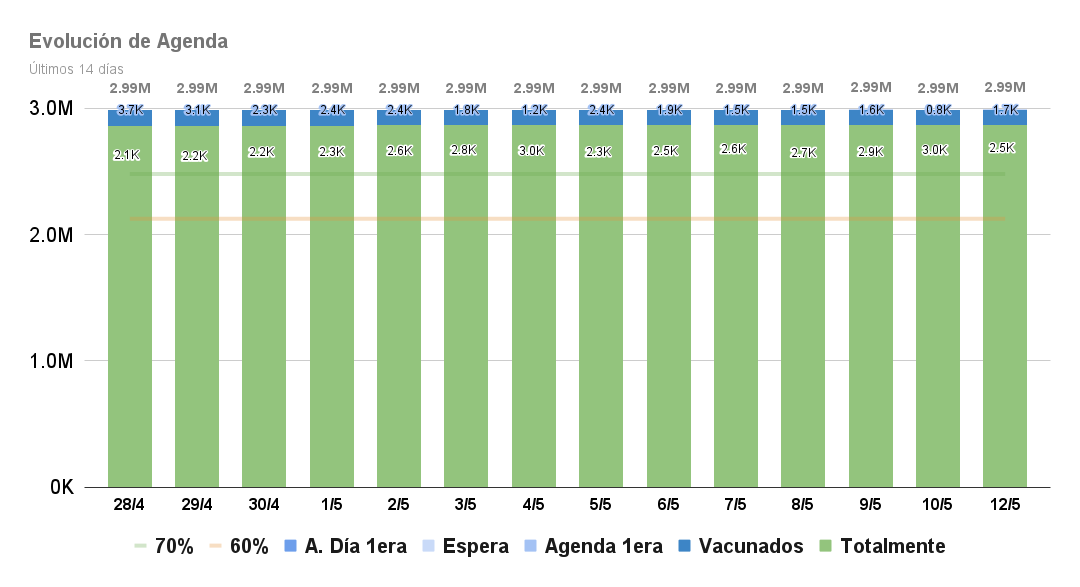 Evolución de Agenda
Últimos 14 días
2.99M 2.99M 2.99M 2.99M 2.99M 2.99M 2.99M 2.99M 2.99M 2.99M 2.99M 2.99M 2.99M 2.99M
3.0M
3.7K 3.1K 2.3K 2.4K 2.4K 1.8K 1.2K 2.4K 1.9K 1.5K 1.5K 1.6K 0.8K 1.7K
2.1K 2.2K 2.2K 2.3K 2.6K 2.8K 3.0K 2.3K 2.5K 2.6K 2.7K 2.9K 3.0K 2.5K
2.0M
1.0M
0K
28/4 29/4 30/4 1/5 2/5 3/5 4/5 5/5 6/5 7/5 8/5 9/5 10/5 12/5
70% 60% A. Día 1era Espera Agenda 1era Vacunados Totalmente